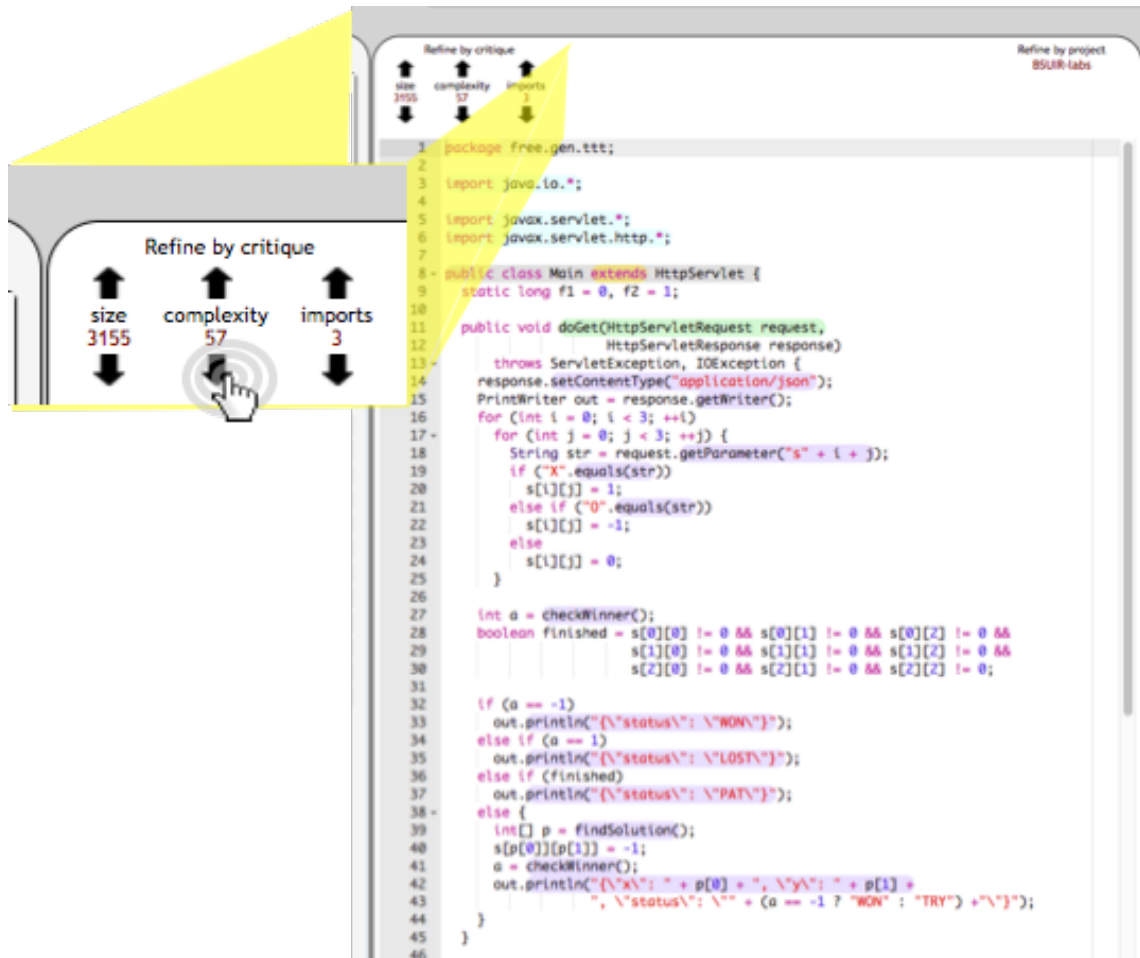 Refine by critique
size complexity imports
3155 57 3
Refine by project
BSUIR-labs
Refine by critique
size complexity imports
3155 57 3
1 package free.gen.ttt;
2
3 import java.io.*;
4
5 import javax.servlet.*;
6 import javax.servlet.http.*;
7
8 - public class Main extends HttpServlet {
9 static long f1 = 0, f2 = 1;
10
11 public void doGet(HttpServletRequest request,
12 HttpServletResponse response)
13 - throws ServletException, IOException {
14 response.setContentType("application/json");
15 PrintWriter out = response.getWriter();
16 for (int i = 0; i < 3; ++i)
17 - for (int j = 0; j < 3; ++j) {
18 String str = request.getParameter("s" + i + j);
19 if ("X".equals(str))
20 s[i][j] = 1;
21 else if ("O".equals(str))
22 s[i][j] = -1;
23 else
24 s[i][j] = 0;
25 }
26
27 int a = checkWinner();
28 boolean finished = s[0][0] != 0 && s[0][1] != 0 && s[0][2] != 0 &&
29 s[1][0] != 0 && s[1][1] != 0 && s[1][2] != 0 &&
30 s[2][0] != 0 && s[2][1] != 0 && s[2][2] != 0;
31
32 if (a == -1)
33 out.println("{\"status\": \"WON\"}");
34 else if (a == 1)
35 out.println("{\"status\": \"LOST\"}");
36 else if (finished)
37 out.println("{\"status\": \"PAT\"}");
38 - else {
39 int[] p = findSolution();
40 s[p[0]][p[1]] = -1;
41 a = checkWinner();
42 out.println("{\"x\": " + p[0] + ", \"y\": " + p[1] +
43 ", \"status\": \"" + (a == -1 ? "WON" : "TRY") +"\"}");
44 }
45 }
46